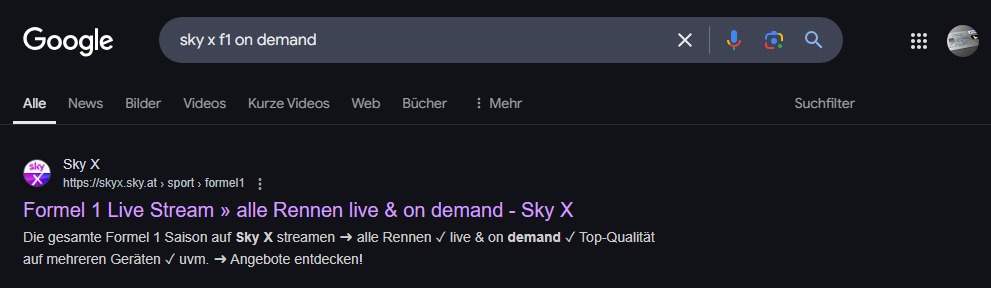 Google
sky x f1 on demand
Alle News Bilder Videos Kurze Videos Web Bücher Mehr Suchfilter
sky X
Sky X
https://skyx.sky.at › sport › formel1
Formel 1 Live Stream » alle Rennen live & on demand - Sky X
Die gesamte Formel 1 Saison auf Sky X streamen ➜ alle Rennen ✓ live & on demand ✓ Top-Qualität
auf mehreren Geräten ✓ uvm. ➜ Angebote entdecken!